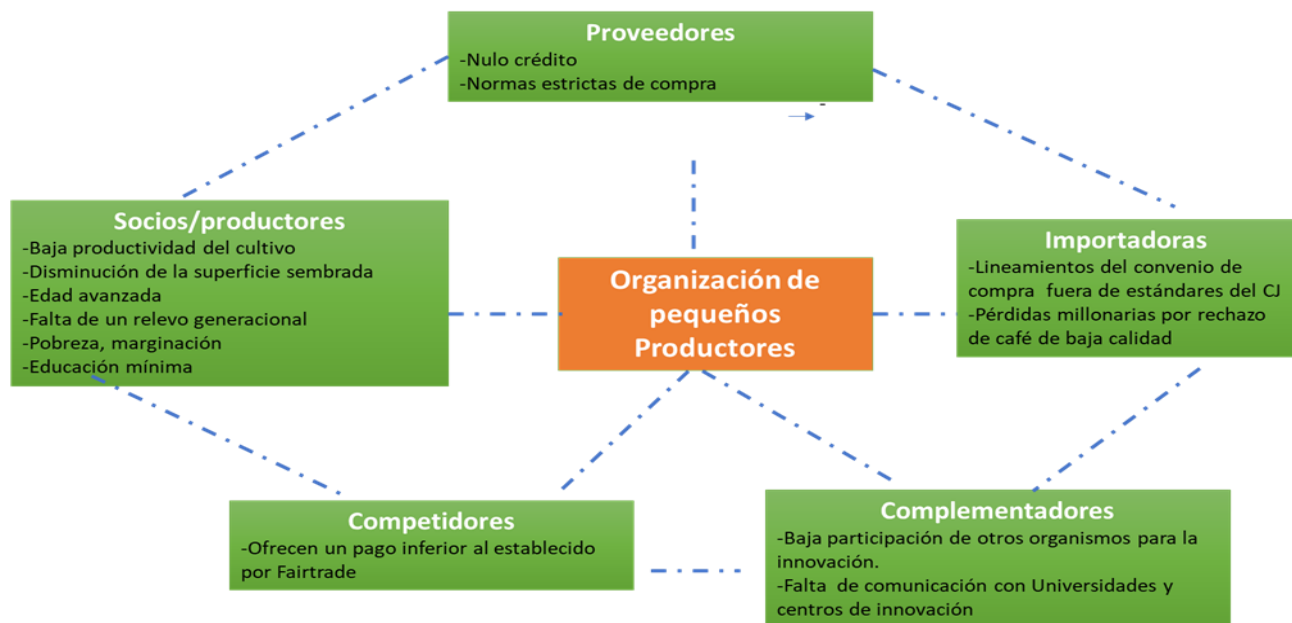 Proveedores
-Nulo crédito
-Normas estrictas de compra
Socios/productores
-Baja productividad del cultivo
-Disminución de la superficie sembrada
-Edad avanzada
-Falta de un relevo generacional
-Pobreza, marginación
-Educación mínima
Organización de
pequeños
Productores
Importadoras
-Lineamientos del convenio de
compra fuera de estándares del CJ
-Pérdidas millonarias por rechazo
de café de baja calidad
Competidores
-Ofrecen un pago inferior al establecido
por Fairtrade
Complementadores
-Baja participación de otros organismos para la
innovación.
-Falta de comunicación con Universidades y
centros de innovación